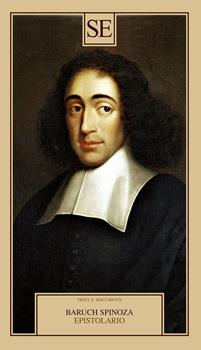 SE
TESTI E DOCUMENTI
BARUCH SPINOZA
EPISTOLARIO